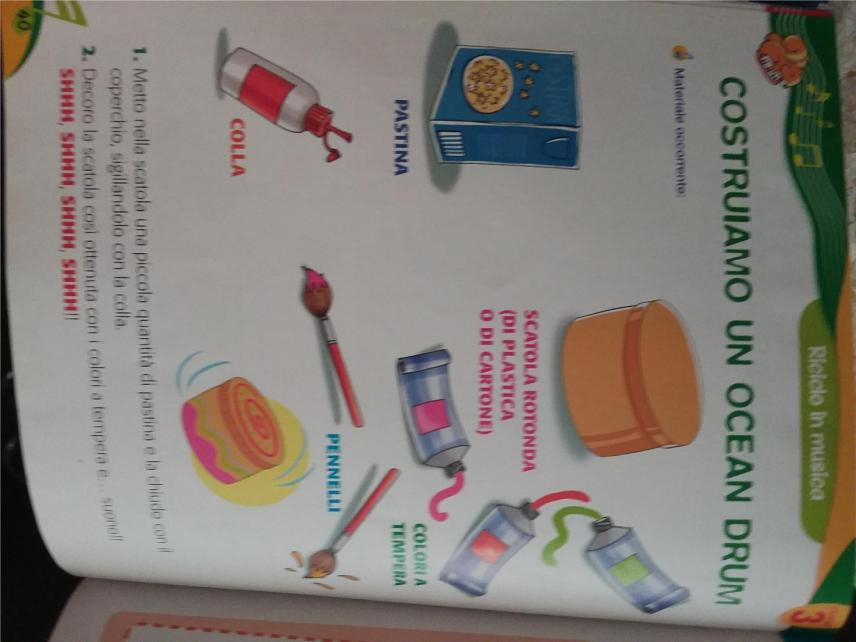 Riciclo in musica
3
COSTRUIAMO UN OCEAN DRUM
Materiale occorrente:
PASTINA
SCATOLA ROTONDA
(DI PLASTICA
O DI CARTONE)
COLORI A
TEMPERA
COLLA
PENNELLI
1. Metto nella scatola una piccola quantità di pastina e la chiudo con il
coperchio, sigillandolo con la colla.
2. Decoro la scatola così ottenuta con i colori a tempera e... suono!!
SHHH, SHHH, SHHH, SHHH!!
40